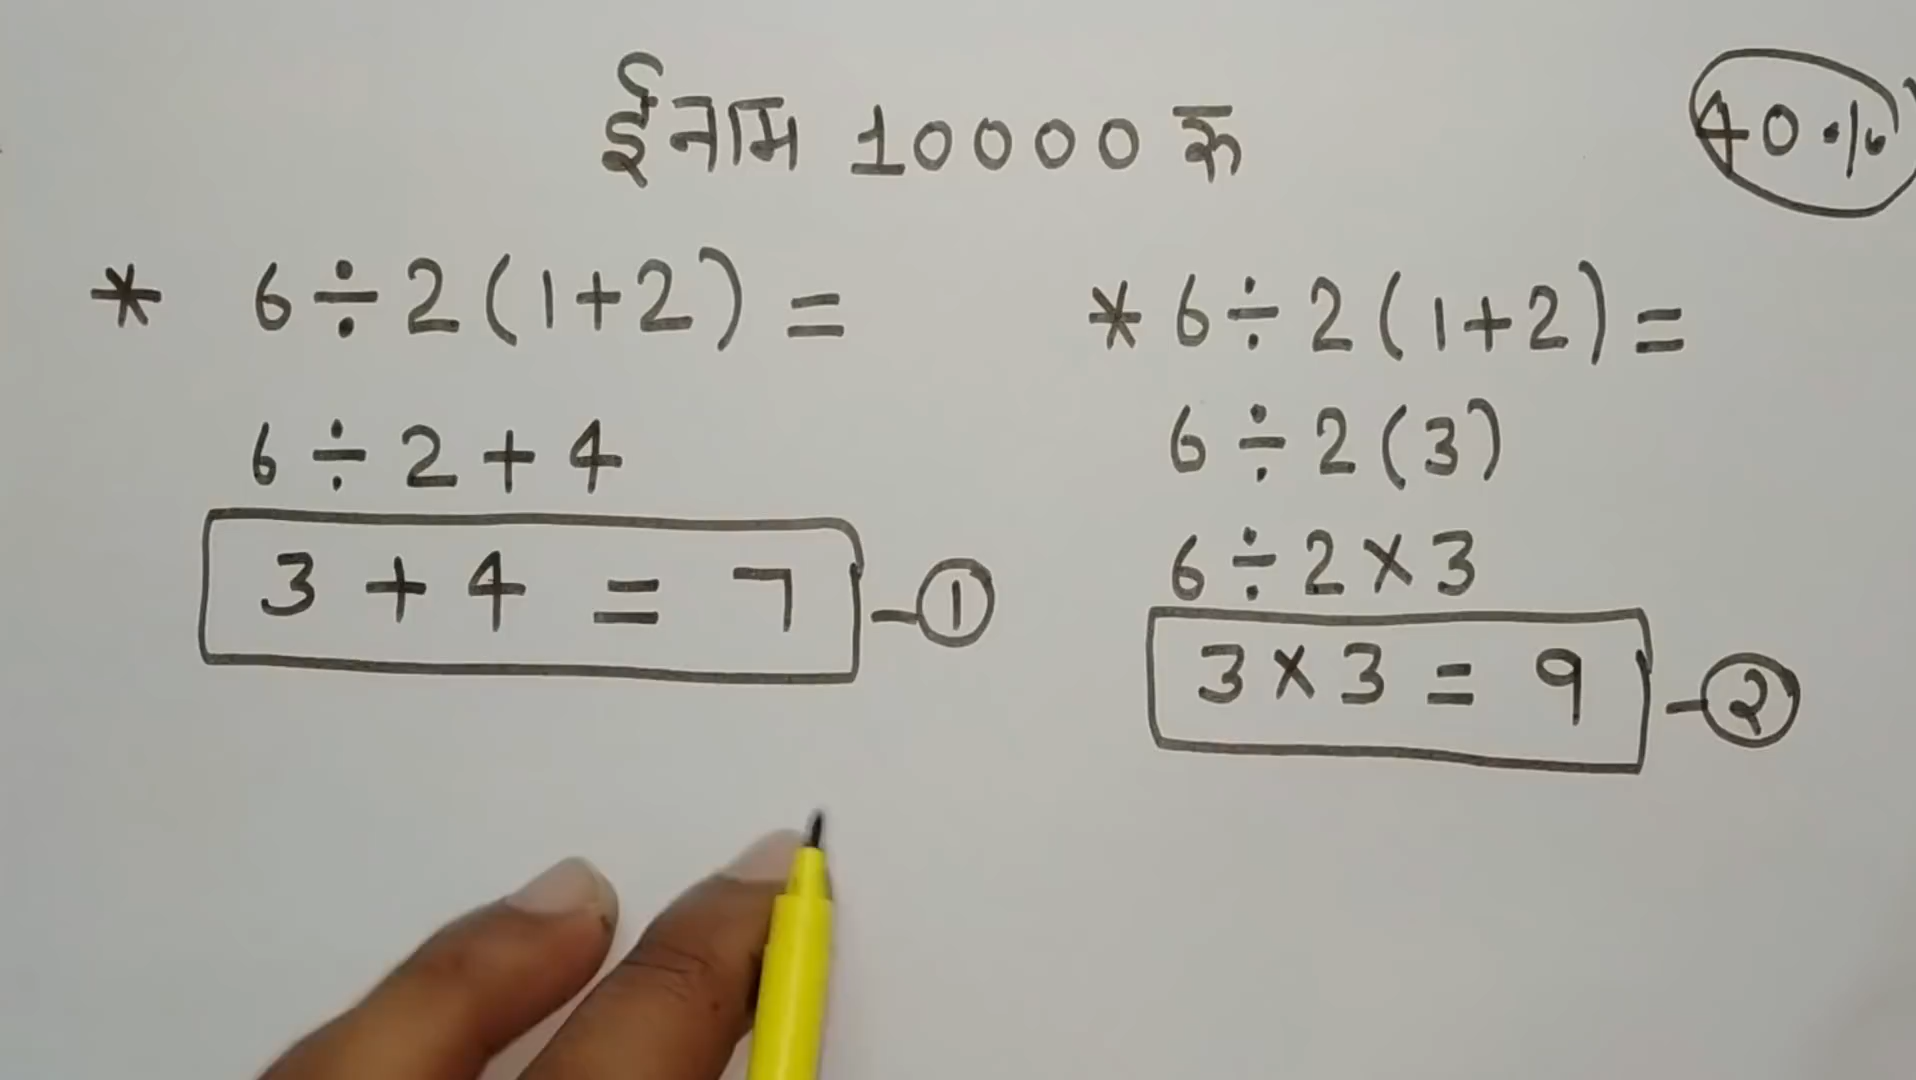 ईनाम 10000 रू
40%
* 6 ÷ 2 (1+2) =
6 ÷ 2 + 4
3 + 4 = 7 - ①
* 6 ÷ 2 (1+2) =
6 ÷ 2 (3)
6 ÷ 2 × 3
3 × 3 = 9 - ②